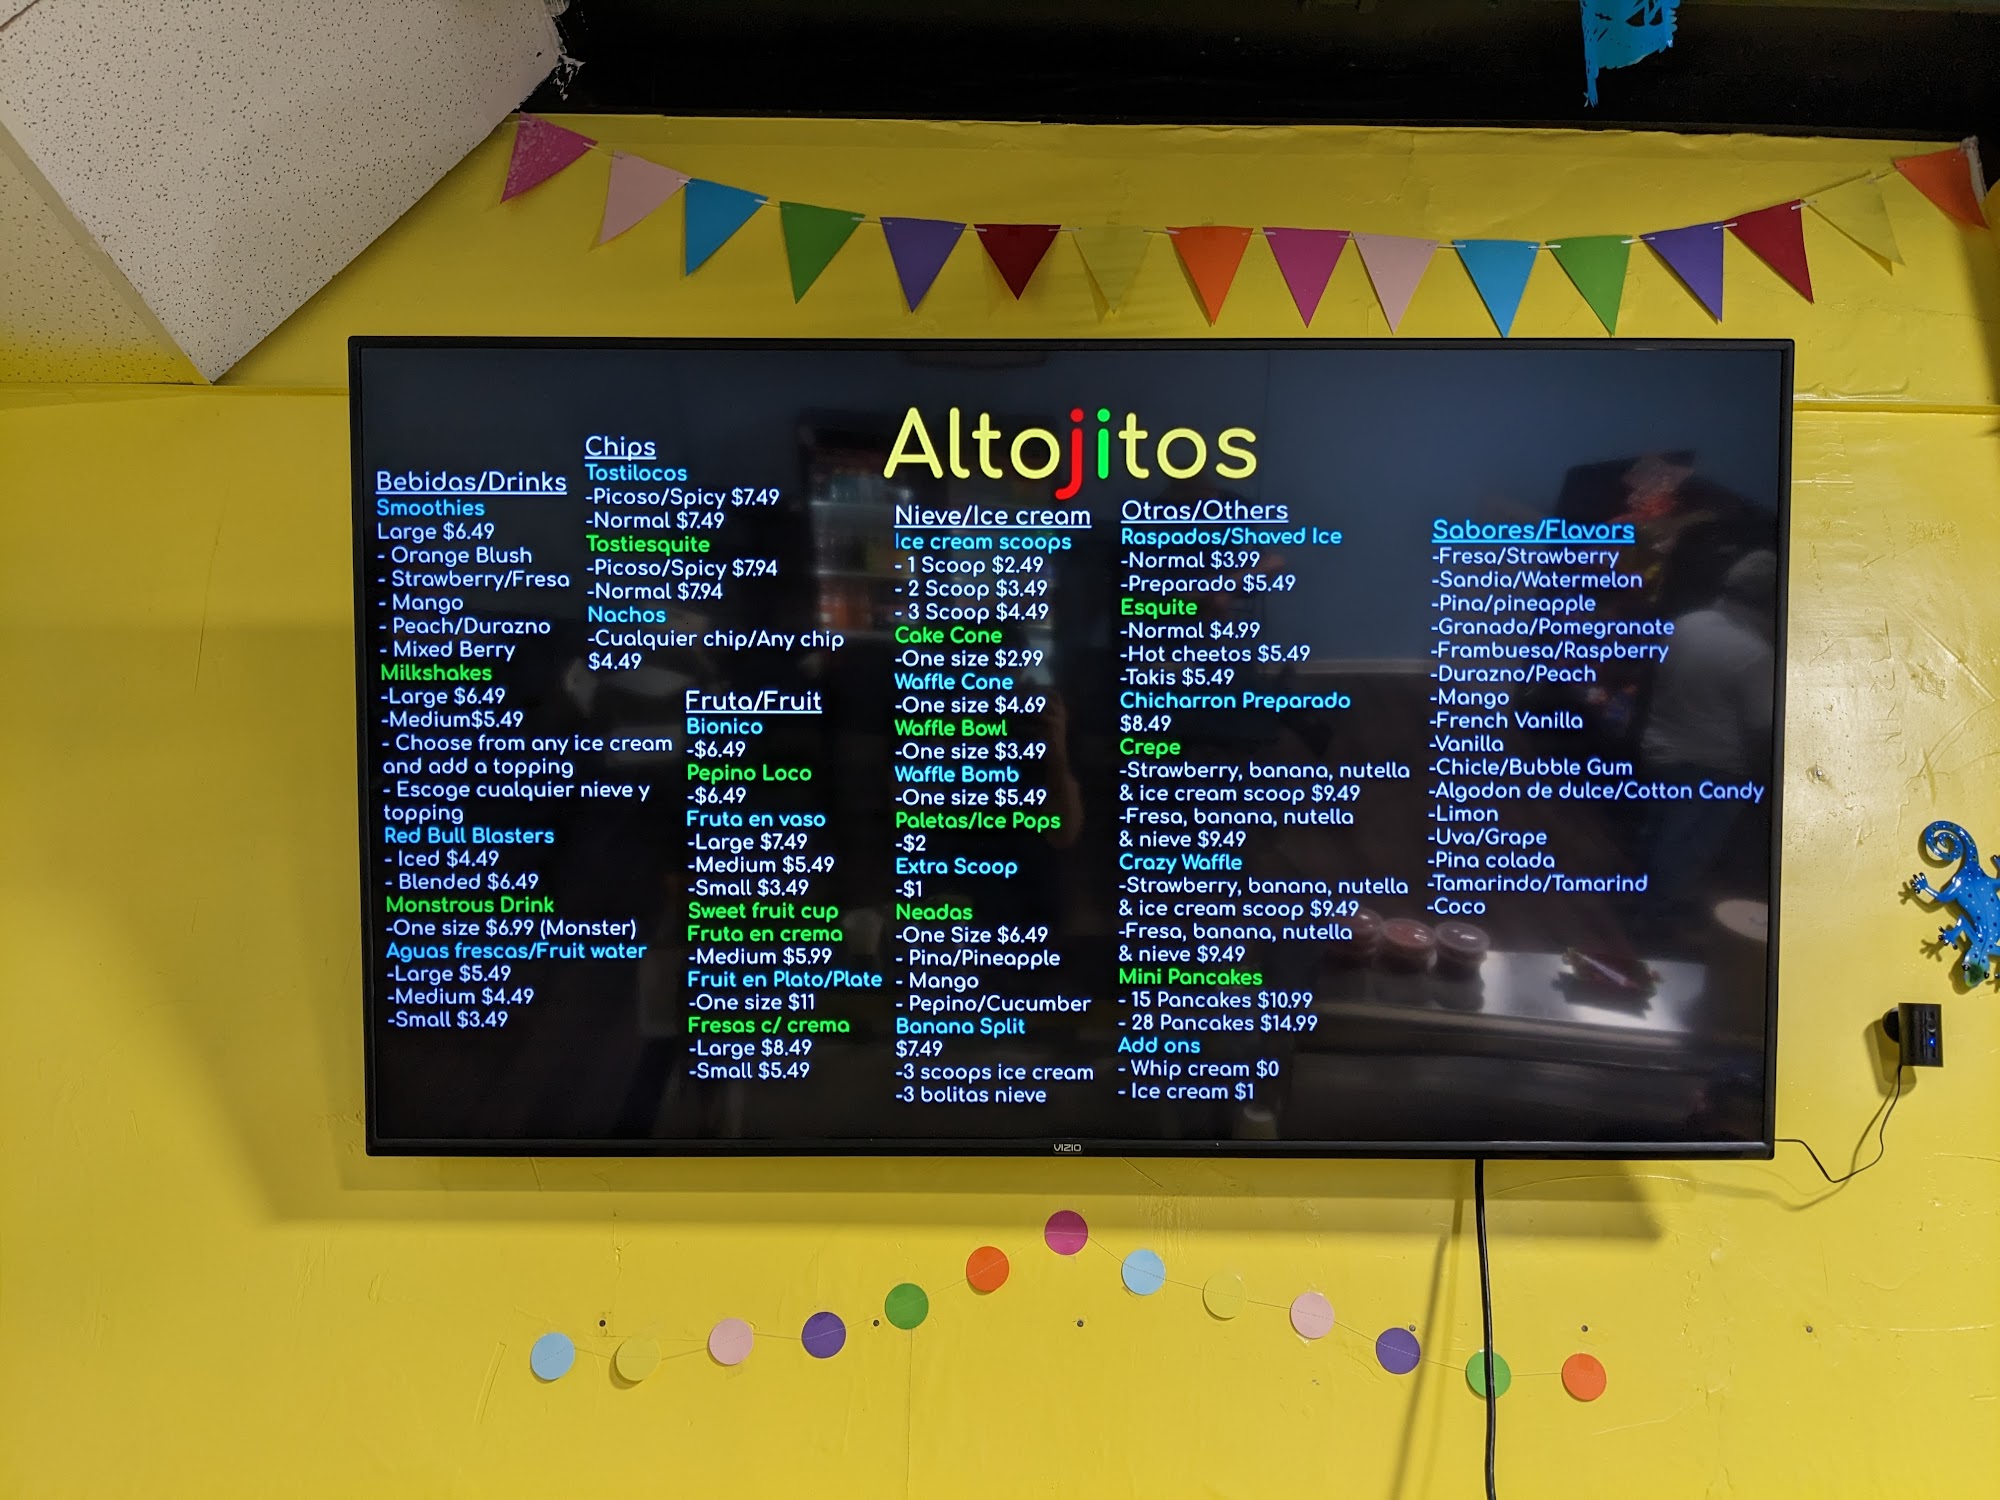 Altojitos
Bebidas/Drinks
Smoothies
Large $6.49
- Orange Blush
- Strawberry/Fresa
- Mango
- Peach/Durazno
- Mixed Berry
Milkshakes
-Large $6.49
-Medium$5.49
- Choose from any ice cream
and add a topping
- Escoge cualquier nieve y
topping
Red Bull Blasters
- Iced $4.49
- Blended $6.49
Monstrous Drink
-One size $6.99 (Monster)
Aguas frescas/Fruit water
-Large $5.49
-Medium $4.49
-Small $3.49
Chips
Tostilocos
-Picoso/Spicy $7.49
-Normal $7.49
Tostiesquite
-Picoso/Spicy $7.94
-Normal $7.94
Nachos
-Cualquier chip/Any chip
$4.49
Fruta/Fruit
Bionico
-$6.49
Pepino Loco
-$6.49
Fruta en vaso
-Large $7.49
-Medium $5.49
-Small $3.49
Sweet fruit cup
Fruta en crema
-Medium $5.99
Fruit en Plato/Plate
-One size $11
Fresas c/ crema
-Large $8.49
-Small $5.49
Nieve/Ice cream
Ice cream scoops
- 1 Scoop $2.49
- 2 Scoop $3.49
- 3 Scoop $4.49
Cake Cone
-One size $2.99
Waffle Cone
-One size $4.69
Waffle Bowl
-One size $3.49
Waffle Bomb
-One size $5.49
Paletas/Ice Pops
-$2
Extra Scoop
-$1
Neadas
-One Size $6.49
- Pina/Pineapple
- Mango
- Pepino/Cucumber
Banana Split
$7.49
-3 scoops ice cream
-3 bolitas nieve
Otras/Others
Raspados/Shaved Ice
-Normal $3.99
-Preparado $5.49
Esquite
-Normal $4.99
-Hot cheetos $5.49
-Takis $5.49
Chicharron Preparado
$8.49
Crepe
-Strawberry, banana, nutella
& ice cream scoop $9.49
-Fresa, banana, nutella
& nieve $9.49
Crazy Waffle
-Strawberry, banana, nutella
& ice cream scoop $9.49
-Fresa, banana, nutella
& nieve $9.49
Mini Pancakes
- 15 Pancakes $10.99
- 28 Pancakes $14.99
Add ons
- Whip cream $0
- Ice cream $1
Sabores/Flavors
-Fresa/Strawberry
-Sandia/Watermelon
-Pina/pineapple
-Granada/Pomegranate
-Frambuesa/Raspberry
-Durazno/Peach
-Mango
-French Vanilla
-Vanilla
-Chicle/Bubble Gum
-Algodon de dulce/Cotton Candy
-Limon
-Uva/Grape
-Pina colada
-Tamarindo/Tamarind
-Coco
VIZIO